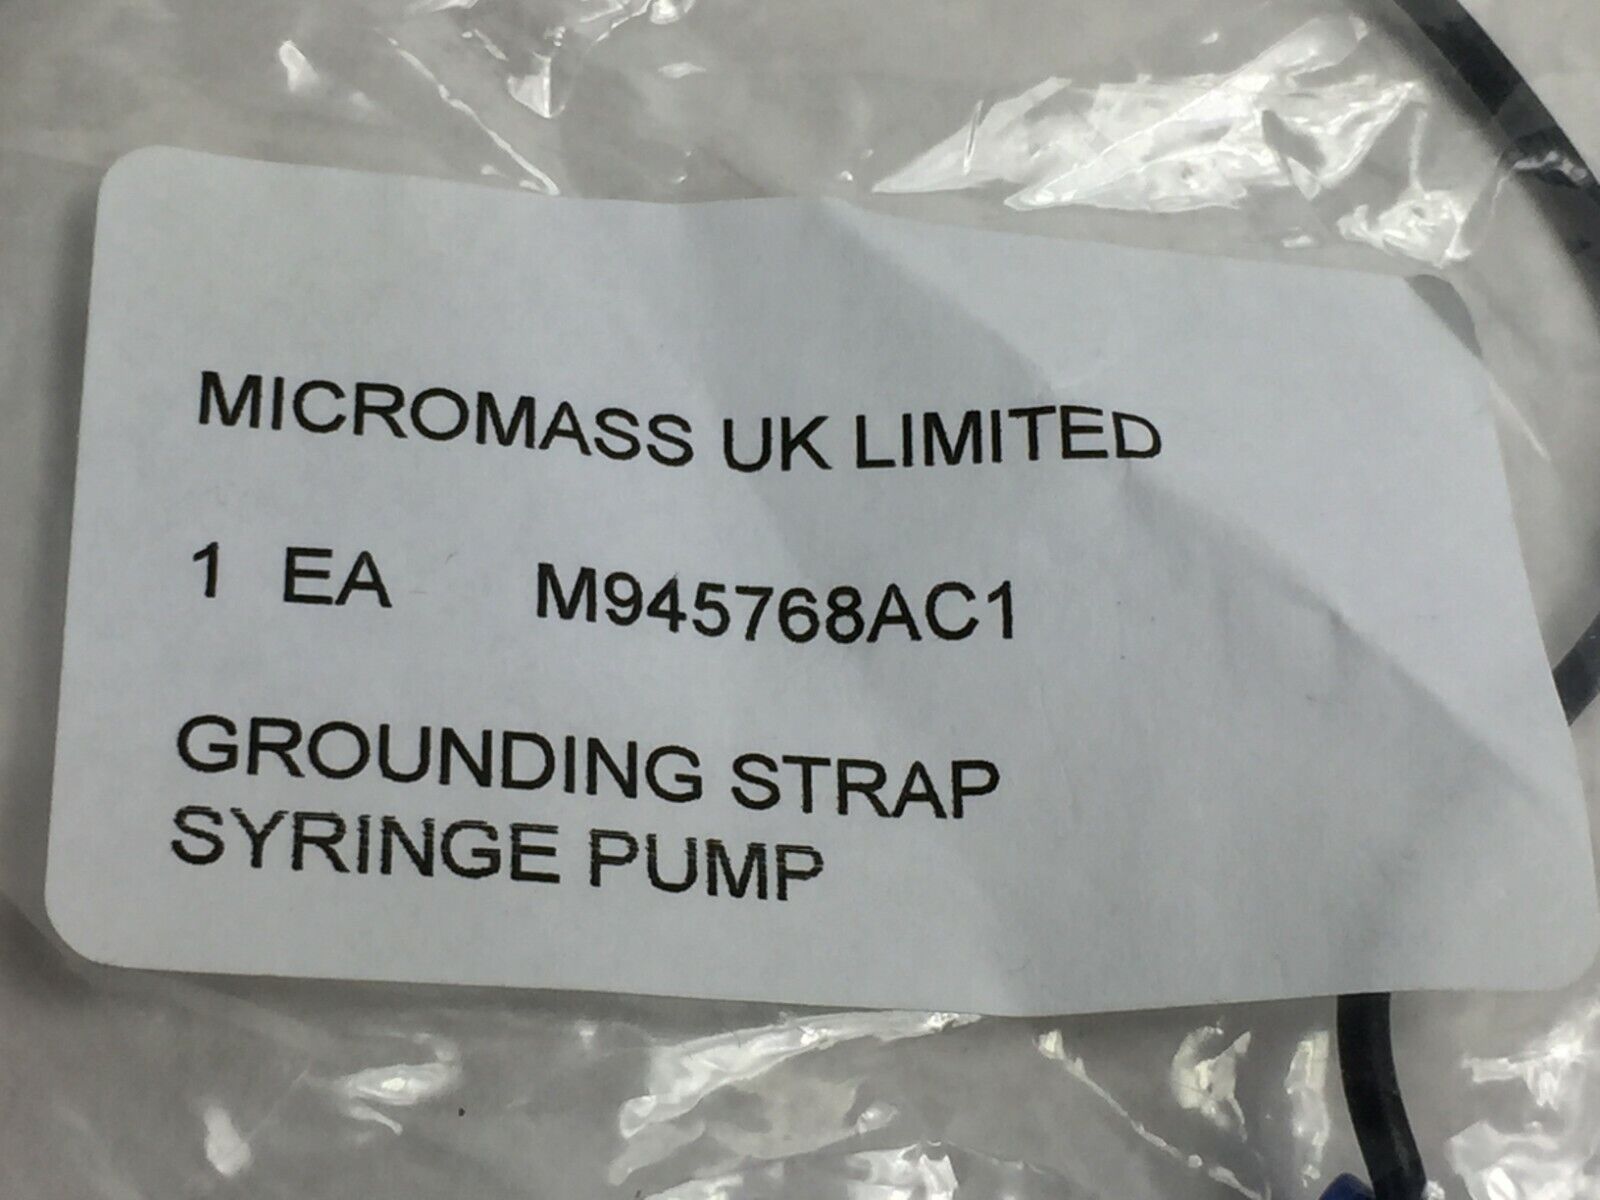 MICROMASS UK LIMITED
1 EA M945768AC1
GROUNDING STRAP
SYRINGE PUMP